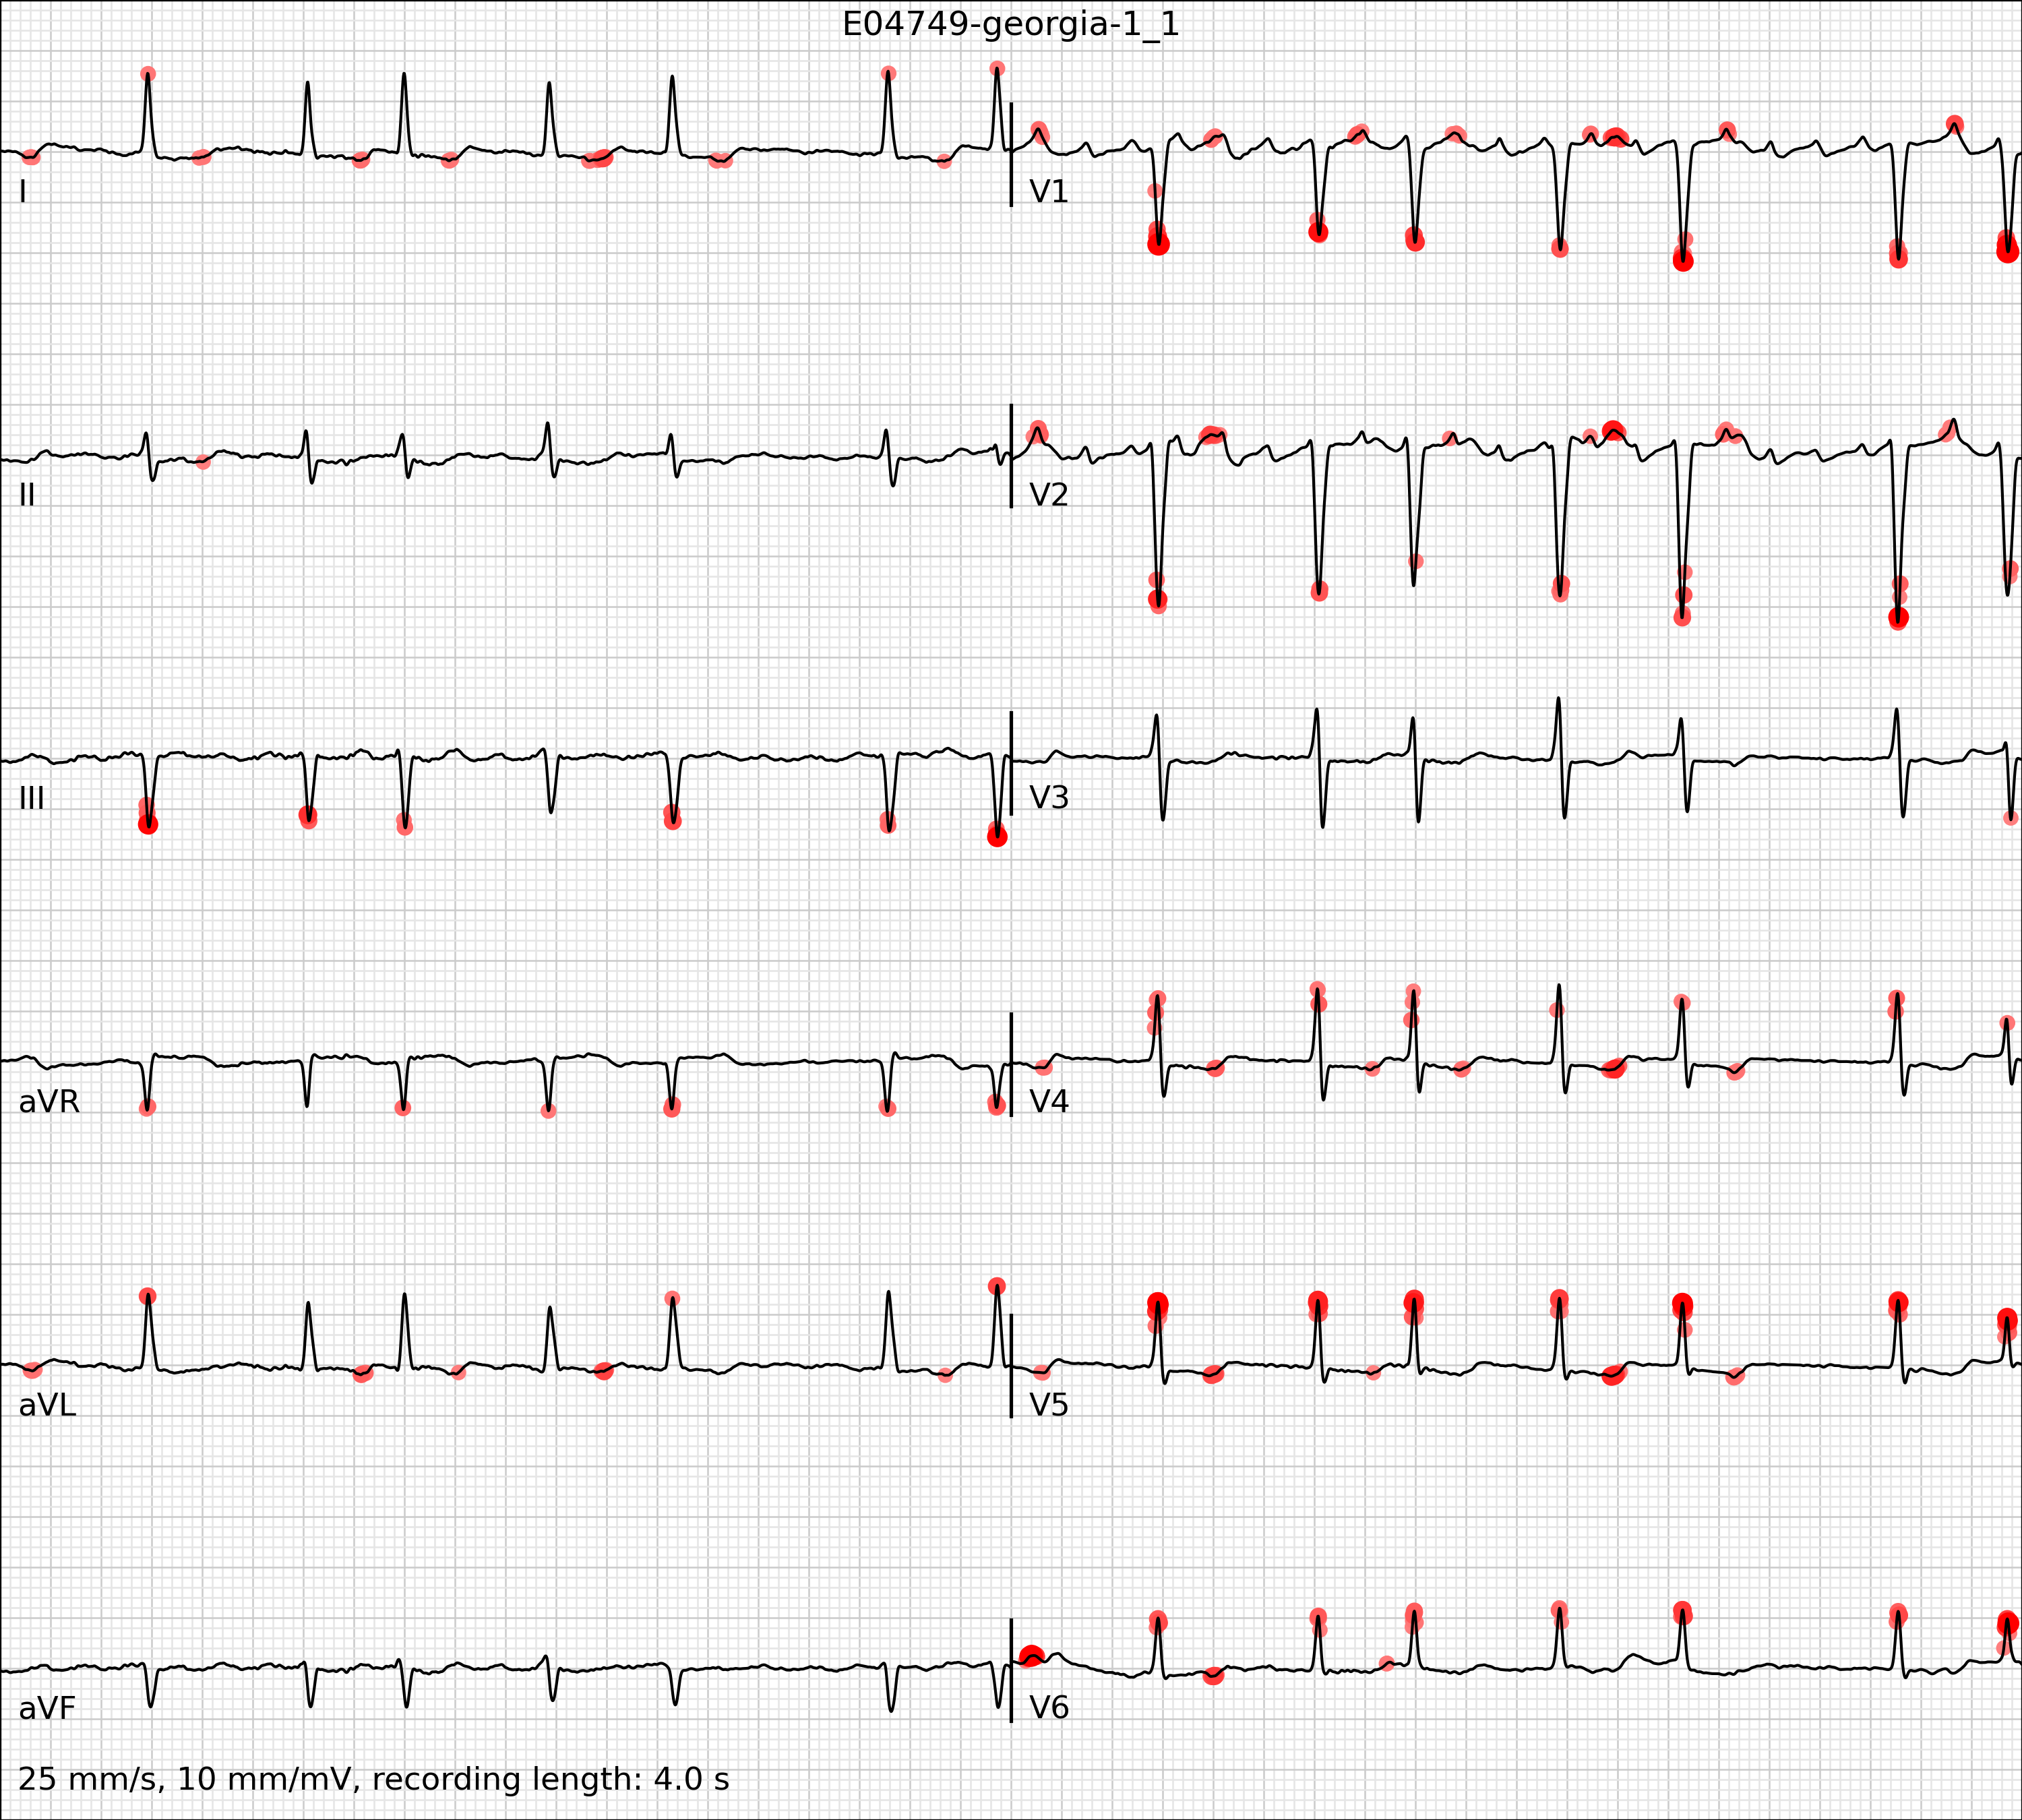 E04749-georgia-1_1
I
V1
II
V2
III
V3
aVR
V4
aVL
V5
aVF
V6
25 mm/s, 10 mm/mV, recording length: 4.0 s